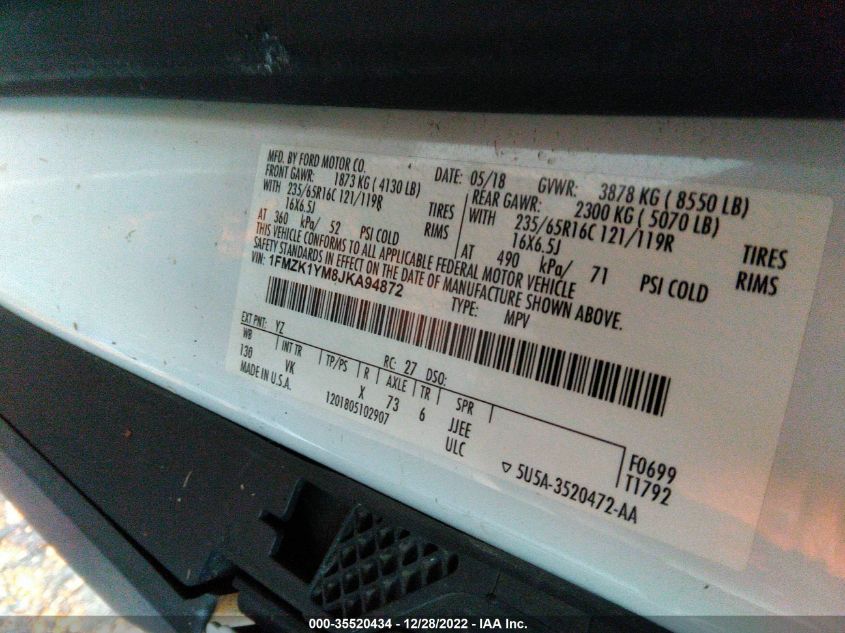 MFD. BY FORD MOTOR CO.
DATE: 05/18 GVWR: 3878 KG ( 8550 LB)
FRONT GAWR: 1873 KG ( 4130 LB)
REAR GAWR: 2300 KG ( 5070 LB)
WITH 235/65R16C 121/119R TIRES
WITH 235/65R16C 121/119R TIRES
16X6.5J RIMS
16X6.5J RIMS
AT 360 kPa/ 52 PSI COLD
AT 490 kPa/ 71 PSI COLD
THIS VEHICLE CONFORMS TO ALL APPLICABLE FEDERAL MOTOR VEHICLE
SAFETY STANDARDS IN EFFECT ON THE DATE OF MANUFACTURE SHOWN ABOVE.
VIN: 1FMZK1YM8JKA94872
TYPE: MPV
EXT PNT: YZ RC: 27 DSO:
WB INT TR TP/PS R AXLE TR SPR
130 VK X 73 6 JJEE
MADE IN U.S.A. 1201805102907 ULC
F0699
T1792
5U5A-3520472-AA
000-35520434 - 12/28/2022 - IAA Inc.